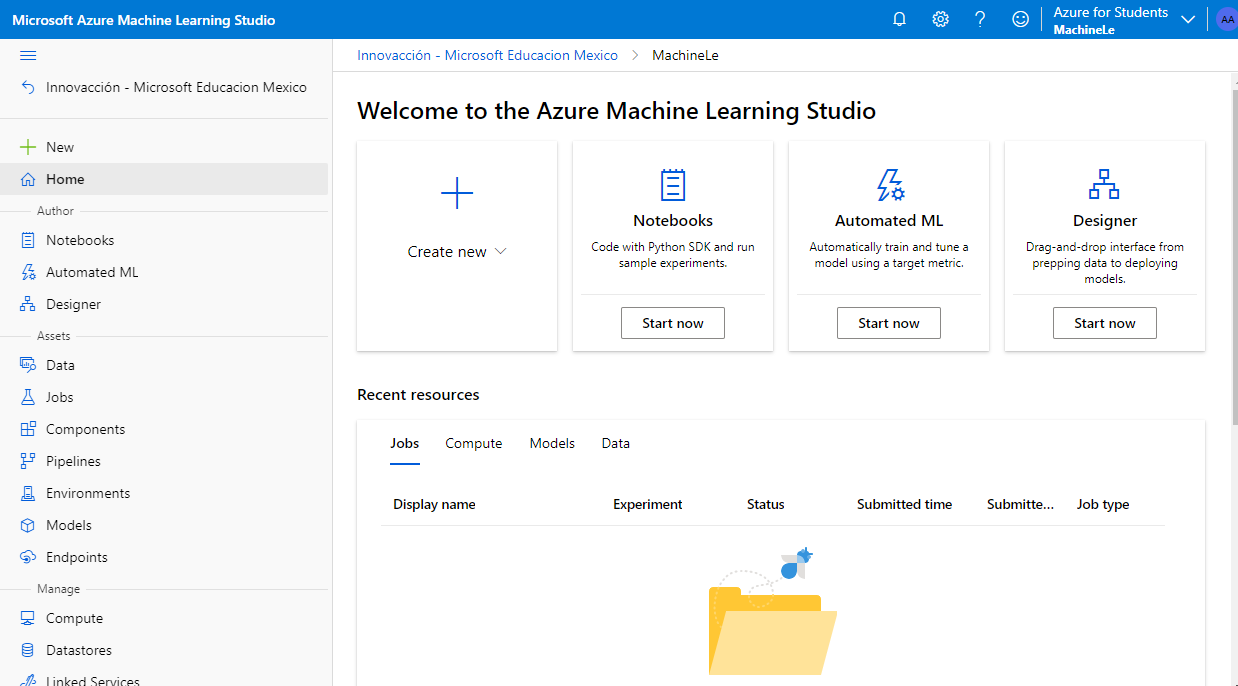 Microsoft Azure Machine Learning Studio
Azure for Students
MachineLe
AA
Innovacción - Microsoft Educacion Mexico
New
Home
Author
Notebooks
Automated ML
Designer
Assets
Data
Jobs
Components
Pipelines
Environments
Models
Endpoints
Manage
Compute
Datastores
Linked Services
Innovacción - Microsoft Educacion Mexico > MachineLe
Welcome to the Azure Machine Learning Studio
Create new
Notebooks
Code with Python SDK and run
sample experiments.
Start now
Automated ML
Automatically train and tune a
model using a target metric.
Start now
Designer
Drag-and-drop interface from
prepping data to deploying
models.
Start now
Recent resources
Jobs Compute Models Data
Display name Experiment Status Submitted time Submitte... Job type